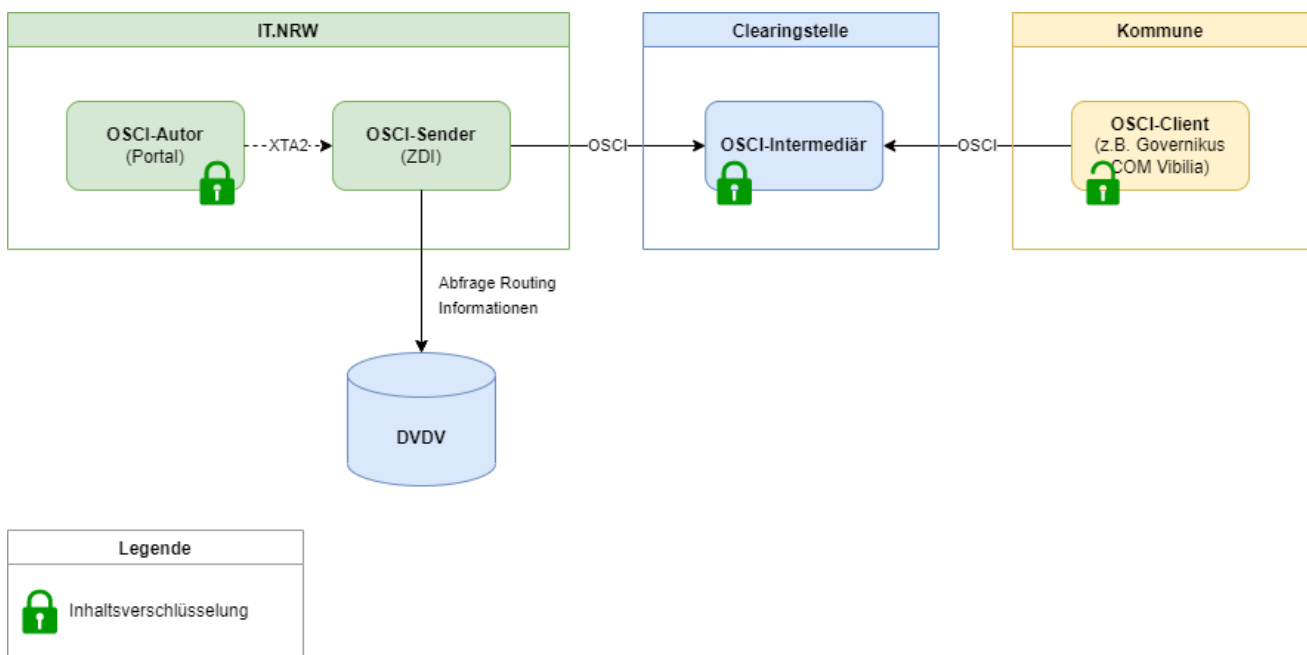 IT.NRW
Clearingstelle
Kommune
OSCI-Autor
(Portal)
XTA2
OSCI-Sender
(ZDI)
OSCI
OSCI-Intermediär
OSCI
OSCI-Client
(z.B. Governikus
COM Vibilia)
Abfrage Routing
Informationen
DVDV
Legende
Inhaltsverschlüsselung